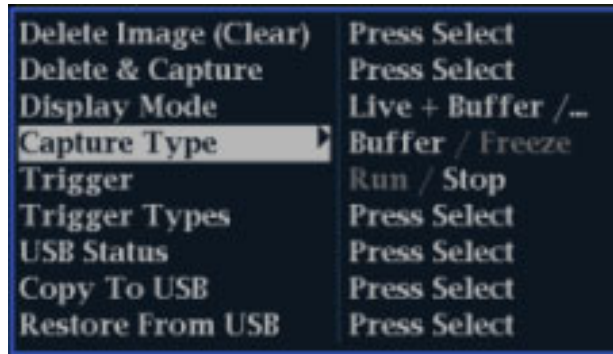 Delete Image (Clear) Press Select
Delete & Capture Press Select
Display Mode Live + Buffer /...
Capture Type Buffer / Freeze
Trigger Run / Stop
Trigger Types Press Select
USB Status Press Select
Copy To USB Press Select
Restore From USB Press Select